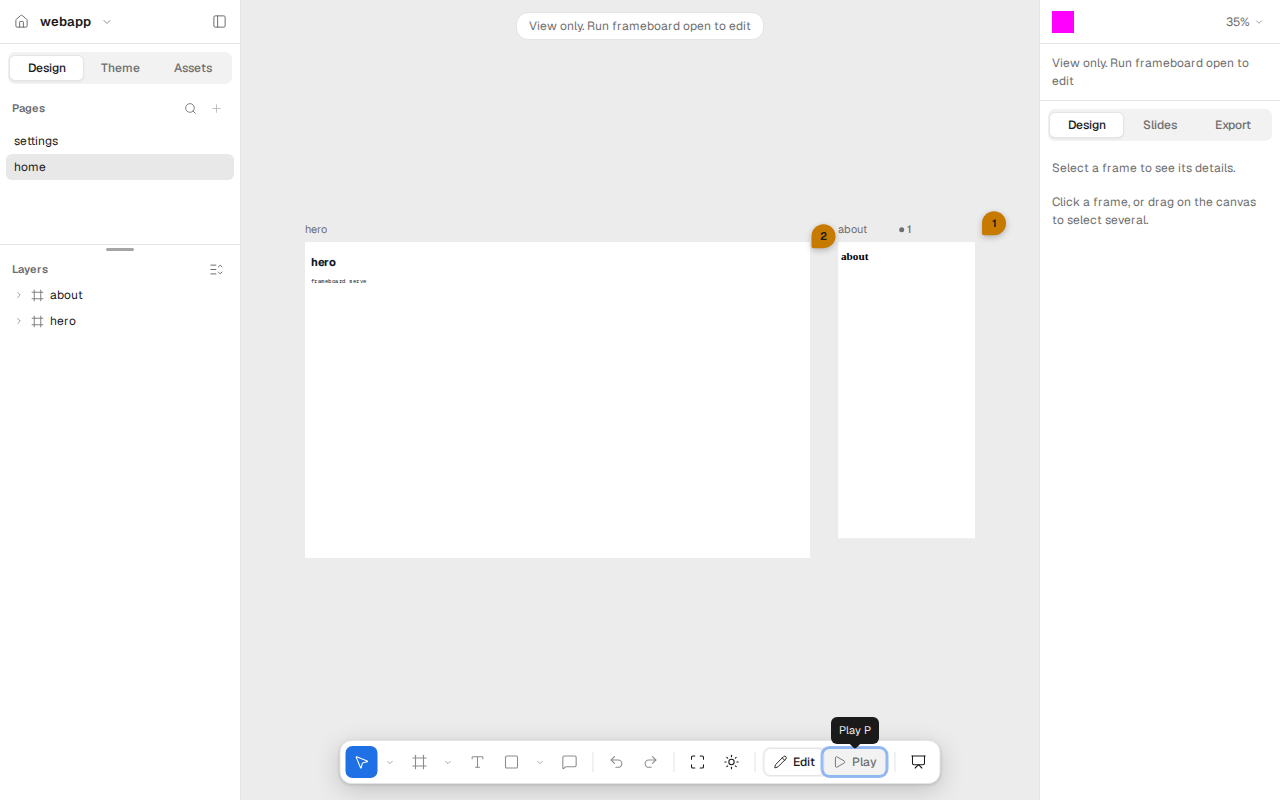 webapp
Design Theme Assets
Pages
settings
home
Layers
about
hero
View only. Run frameboard open to edit
hero
2
about 1
1
hero
frameboard serve
about
Play P
Edit Play
35%
View only. Run frameboard open to
edit
Design Slides Export
Select a frame to see its details.
Click a frame, or drag on the canvas
to select several.